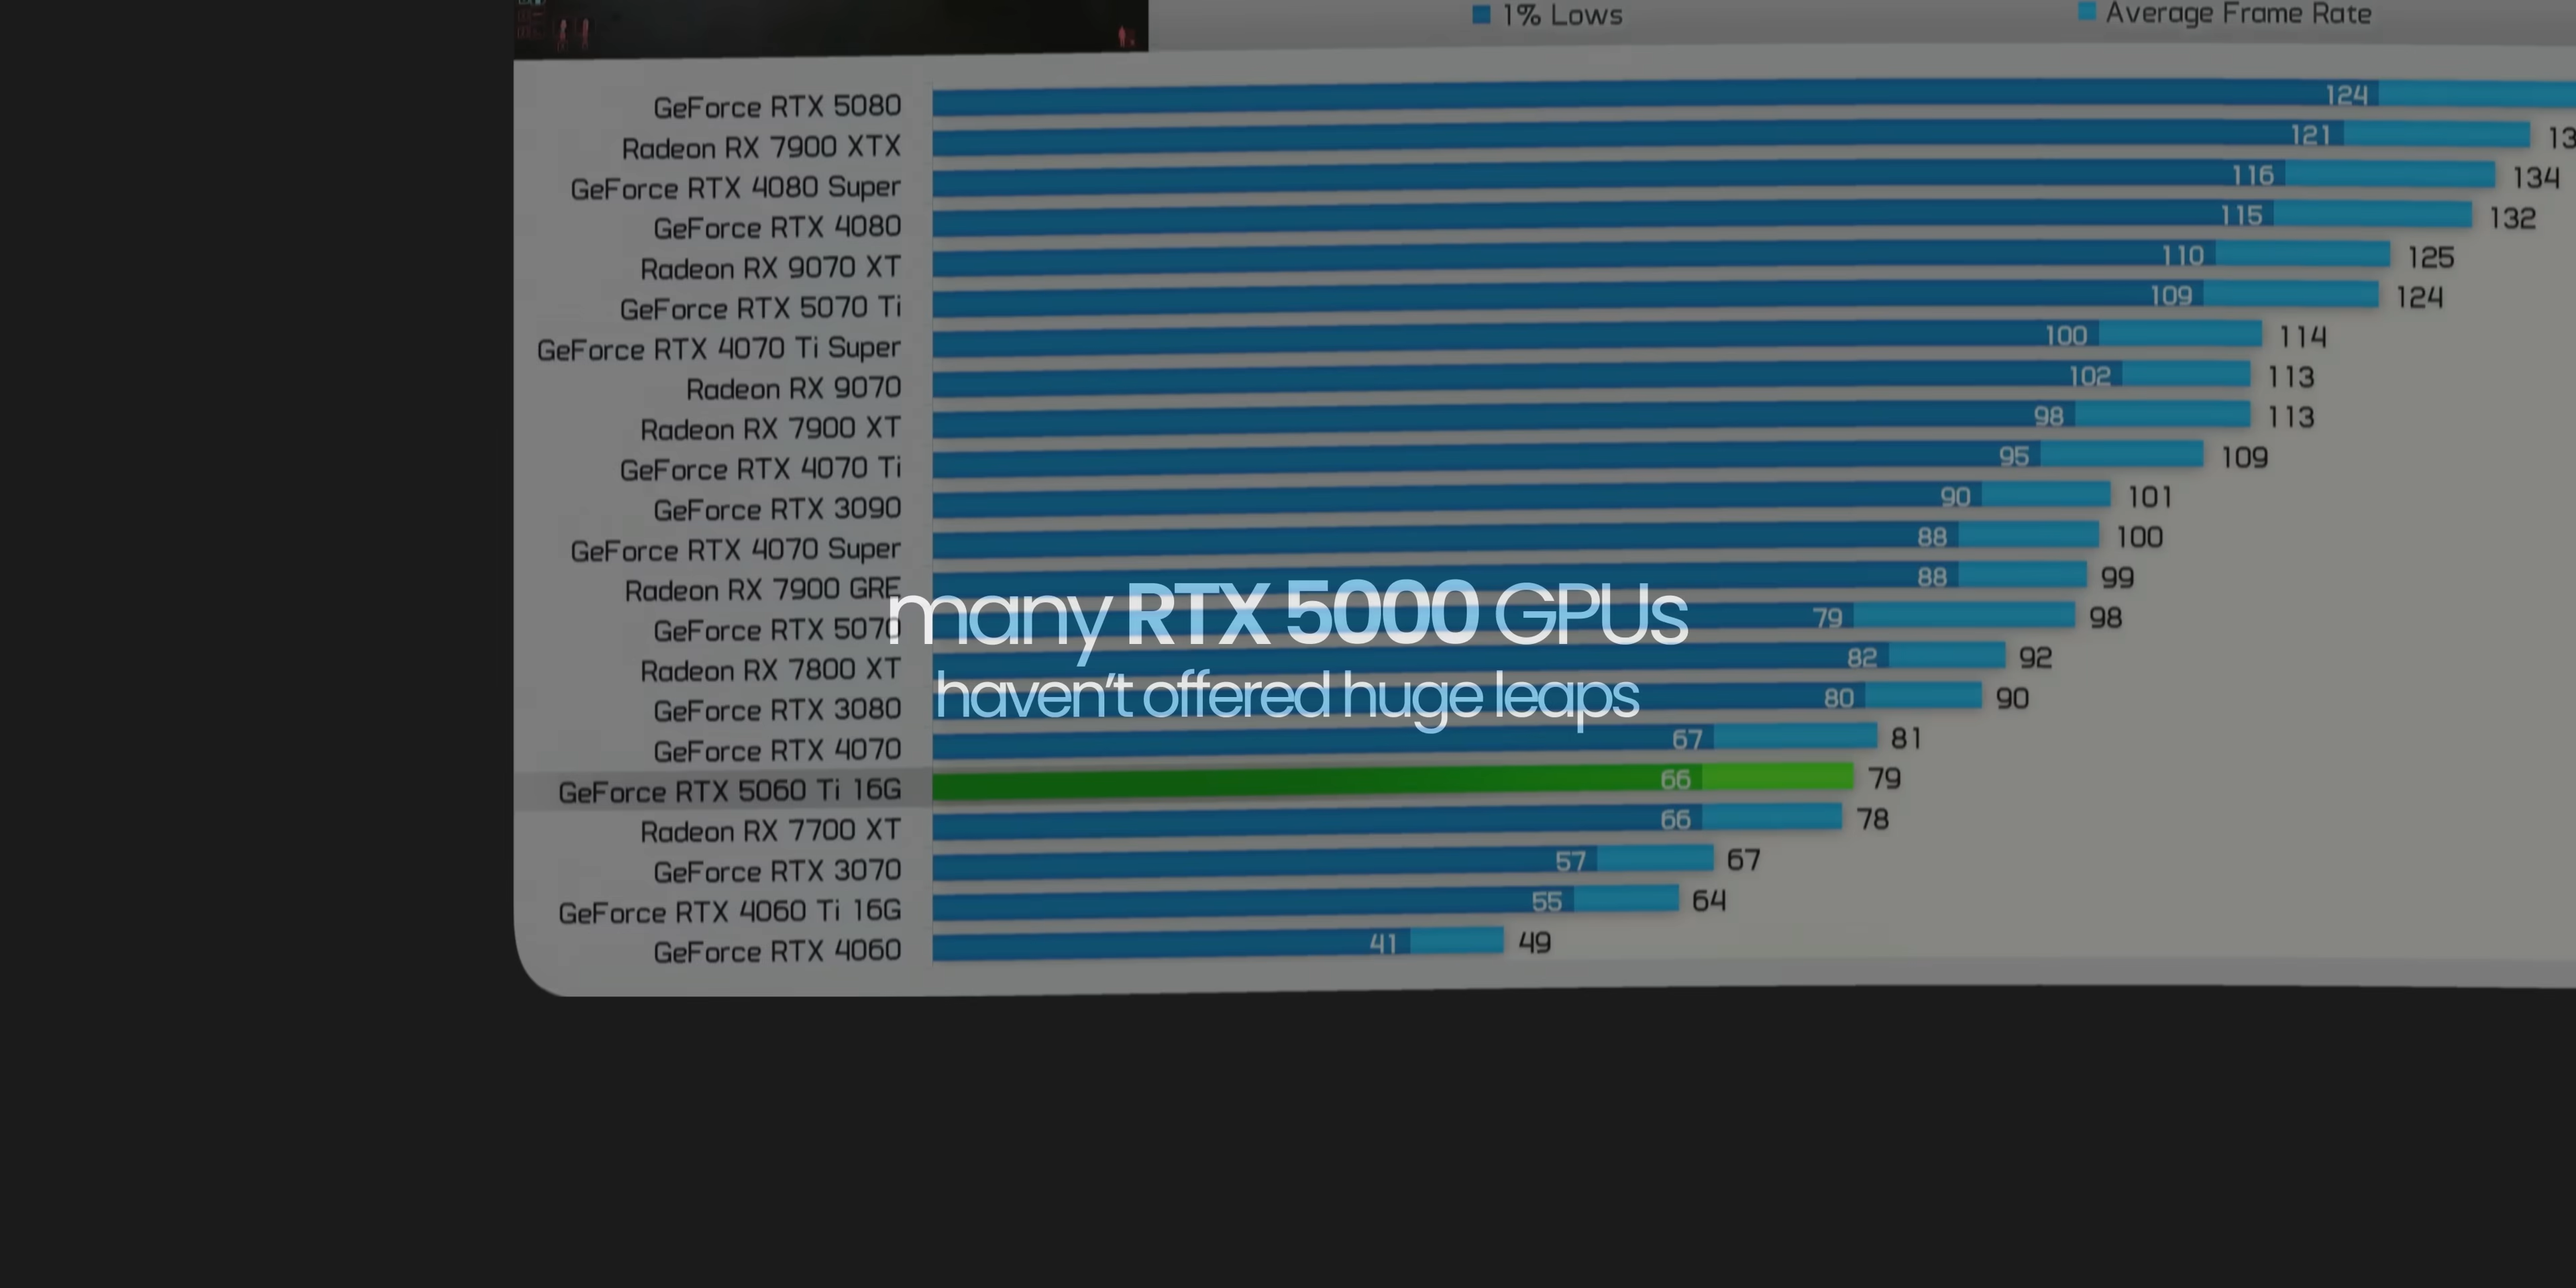 1% Lows Average Frame Rate
GeForce RTX 5080 124
Radeon RX 7900 XTX 121
GeForce RTX 4080 Super 116 134
GeForce RTX 4080 115 132
Radeon RX 9070 XT 110 125
GeForce RTX 5070 Ti 109 124
GeForce RTX 4070 Ti Super 100 114
Radeon RX 9070 102 113
Radeon RX 7900 XT 98 113
GeForce RTX 4070 Ti 95 109
GeForce RTX 3090 90 101
GeForce RTX 4070 Super 88 100
Radeon RX 7900 GRE 88 99
many RTX 5000 GPUs
GeForce RTX 5070 79 98
Radeon RX 7800 XT 82 92
haven't offered huge leaps
GeForce RTX 3080 80 90
GeForce RTX 4070 67 81
GeForce RTX 5060 Ti 16G 66 79
Radeon RX 7700 XT 66 78
GeForce RTX 3070 57 67
GeForce RTX 4060 Ti 16G 55 64
GeForce RTX 4060 41 49